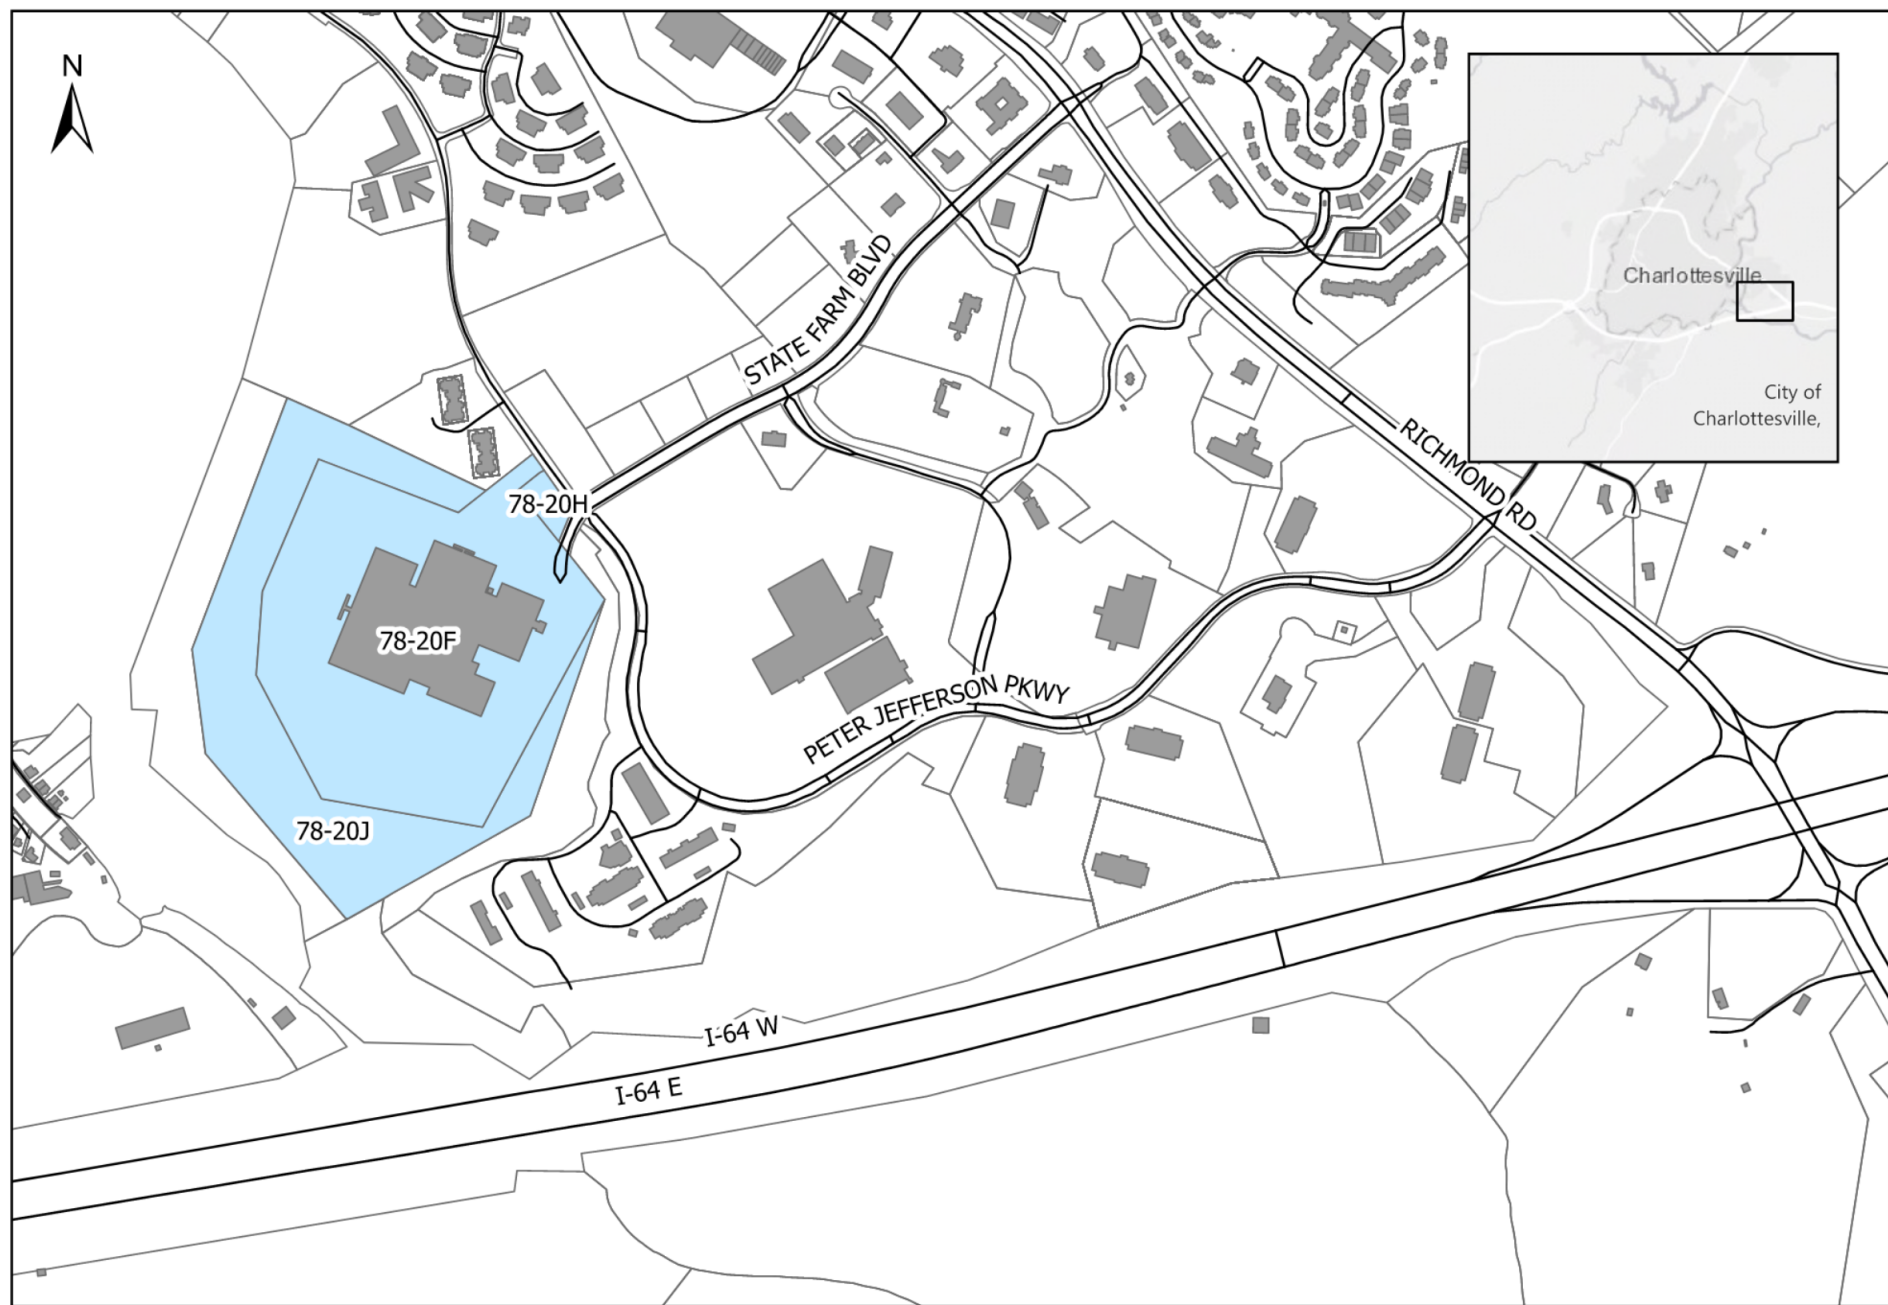 N
Charlottesville
City of
Charlottesville,
STATE FARM BLVD
RICHMOND RD
78-20H
78-20F
PETER JEFFERSON PKWY
78-20J
I-64 W
I-64 E